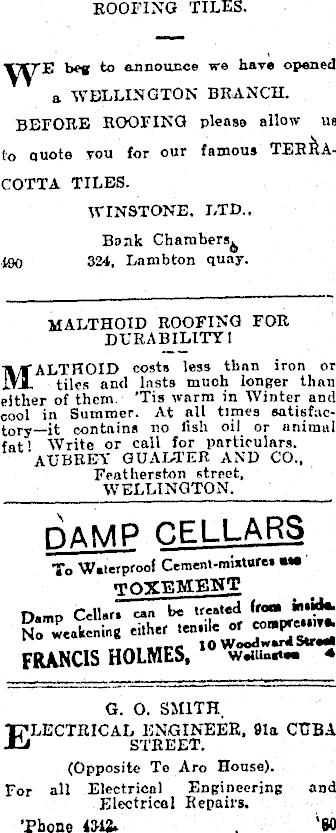 ROOFING TILES.
WE beg to announce we have opened
a WELLINGTON BRANCH.
BEFORE ROOFING please allow us
to quote you for our famous TERRA-
COTTA TILES.
WINSTONE, LTD.,
Bank Chambers,
490 324, Lambton quay.
MALTHOID ROOFING FOR
DURABILITY!
MALTHOID costs less than iron or
tiles and lasts much longer than
either of them. 'Tis warm in Winter and
cool in Summer. At all times satisfac-
tory—it contains no fish oil or animal
fat! Write or call for particulars.
AUBREY GUALTER AND CO.,
Featherston street,
WELLINGTON.
DAMP CELLARS
To Waterproof Cement-mixtures use
TOXEMENT
Damp Cellars can be treated from inside.
No weakening either tensile or compressive.
FRANCIS HOLMES, 10 Woodward Street
Wellington 4
G. O. SMITH,
ELECTRICAL ENGINEER, 91a CUBA
STREET.
(Opposite Te Aro House).
For all Electrical Engineering and
Electrical Repairs.
'Phone 4342. '80